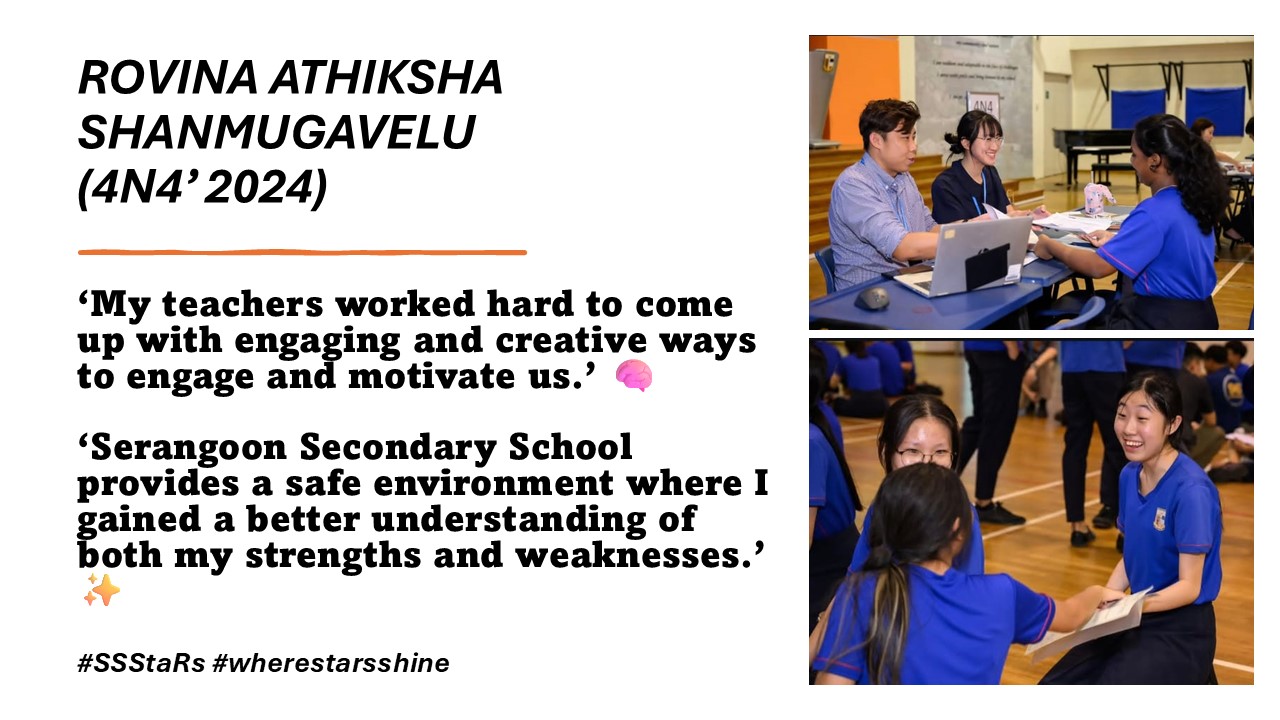 ROVINA ATHIKSHA
SHANMUGAVELU
(4N4’ 2024)
‘My teachers worked hard to come
up with engaging and creative ways
to engage and motivate us.’ 🧠
‘Serangoon Secondary School
provides a safe environment where I
gained a better understanding of
both my strengths and weaknesses.’
✨
#SSStaRs #wherestarsshine
4N4